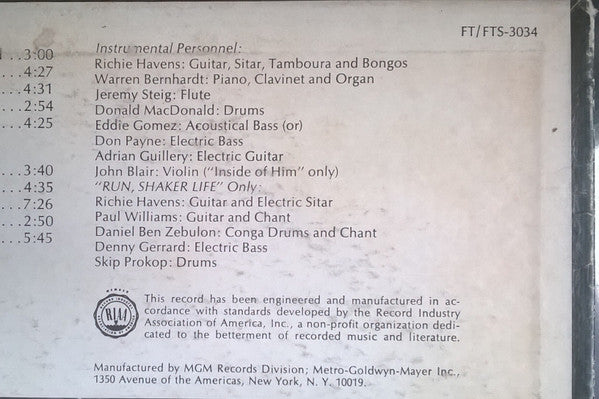 FT/FTS-3034
Instrumental Personnel:
..3:00 Richie Havens: Guitar, Sitar, Tamboura and Bongos
...4:27 Warren Bernhardt: Piano, Clavinet and Organ
...4:31 Jeremy Steig: Flute
...2:54 Donald MacDonald: Drums
...4:25 Eddie Gomez: Acoustical Bass (or)
Don Payne: Electric Bass
Adrian Guillery: Electric Guitar
...3:40 John Blair: Violin ("Inside of Him" only)
...4:35 "RUN, SHAKER LIFE" Only:
...7:26 Richie Havens: Guitar and Electric Sitar
...2:50 Paul Williams: Guitar and Chant
...5:45 Daniel Ben Zebulon: Conga Drums and Chant
Denny Gerrard: Electric Bass
Skip Prokop: Drums
RIAA
This record has been engineered and manufactured in ac-
cordance with standards developed by the Record Industry
Association of America, Inc., a non-profit organization dedi-
cated to the betterment of recorded music and literature.
Manufactured by MGM Records Division; Metro-Goldwyn-Mayer Inc.,
1350 Avenue of the Americas, New York, N. Y. 10019.